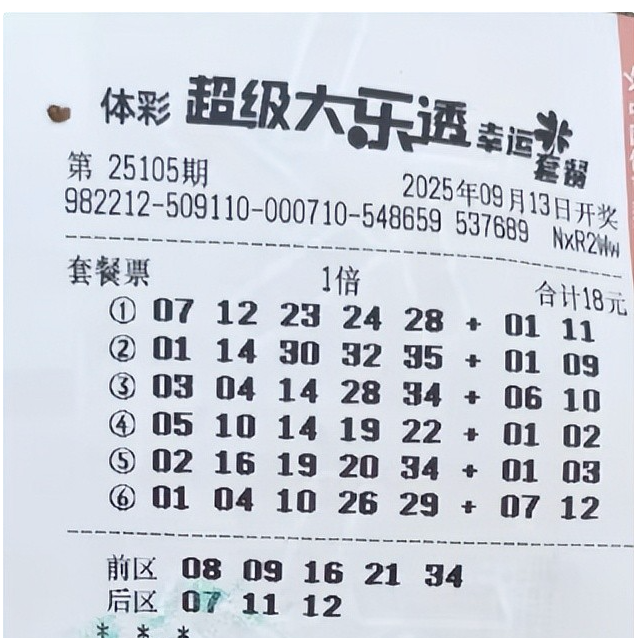 体彩 超级大乐透 幸运套餐
第 25105期 2025年09月13日开奖
982212-509110-000710-548659 537689 NxR2Ww
套餐票 1倍 合计18元
① 07 12 23 24 28 + 01 11
② 01 14 30 32 35 + 01 09
③ 03 04 14 28 34 + 06 10
④ 05 10 14 19 22 + 01 02
⑤ 02 16 19 20 34 + 01 03
⑥ 01 04 10 26 29 + 07 12
前区 08 09 16 21 34
后区 07 11 12
* * *